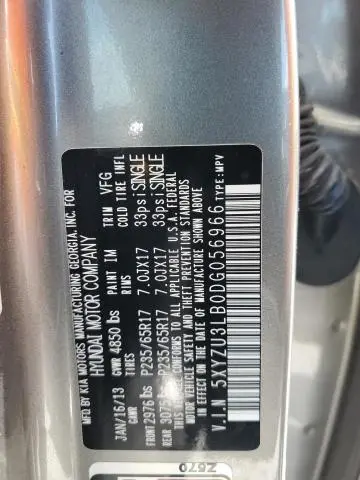 MFD BY KIA MOTORS MANUFACTURING GEORGIA, INC. FOR
HYUNDAI MOTOR COMPANY
JAN/16/13 GVWR 4850 lbs PAINT IM TRIM VFG
GAWR TIRES RIMS COLD TIRE INFL
FRONT 2976 lbs P235/65R17 7.0JX17 33psi SINGLE
REAR 3075 lbs P235/65R17 7.0JX17 33psi SINGLE
THIS VEHICLE CONFORMS TO ALL APPLICABLE U.S.A. FEDERAL
MOTOR VEHICLE SAFETY AND BUMPER STANDARDS IN EFFECT
ON THE DATE OF MANUFACTURE SHOWN ABOVE
V.I.N 5XYZU3LB0DG056966 TYPE:MPV
Z670